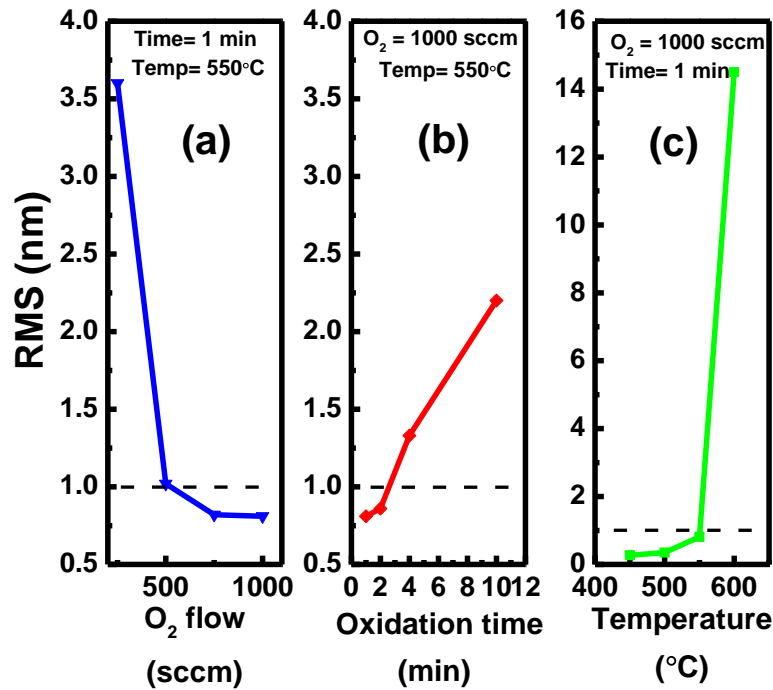 RMS (nm)
4.0
3.5
3.0
2.5
2.0
1.5
1.0
0.5
Time= 1 min
Temp= 550°C
(a)
500 1000
O₂ flow
(sccm)
4.0
3.5
3.0
2.5
2.0
1.5
1.0
0.5
O₂ = 1000 sccm
Temp= 550°C
(b)
0 2 4 6 8 10 12
Oxidation time
(min)
16
14
12
10
8
6
4
2
0
O₂ = 1000 sccm
Time= 1 min
(c)
400 500 600
Temperature
(°C)